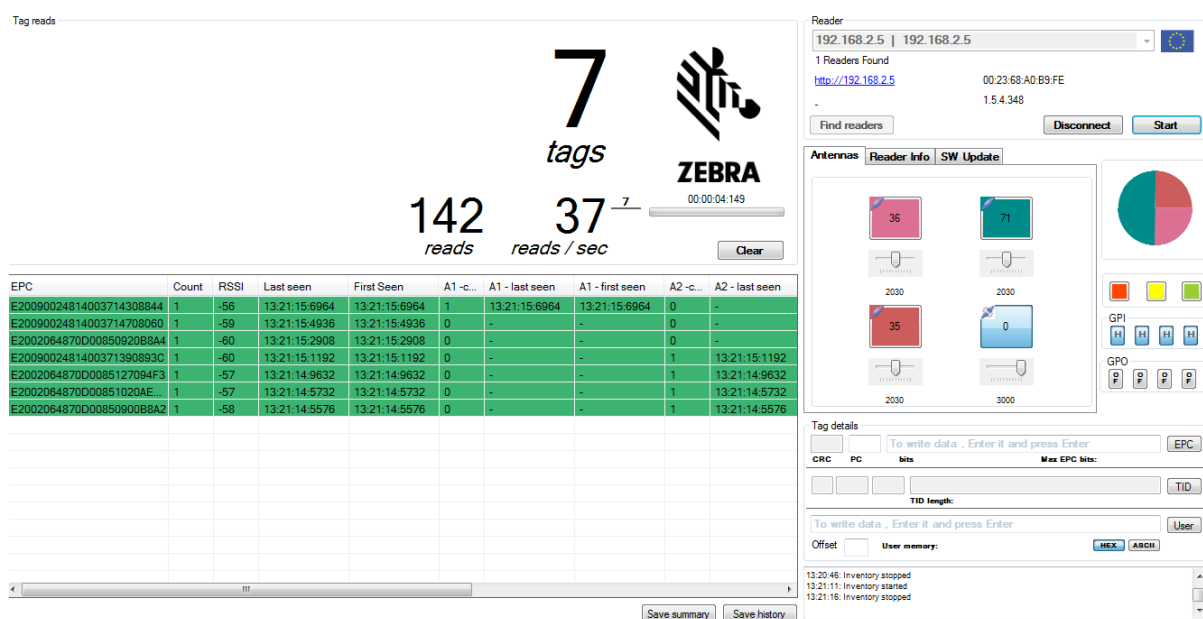 Tag reads
7
tags
ZEBRA
142
reads
37
reads / sec
7
00:00:04:149
Clear
EPC Count RSSI Last seen First Seen A1 -c... A1 - last seen A1 - first seen A2 -c... A2 - last seen
E20090024814003714308844 1 -56 13:21:15:6964 13:21:15:6964 1 13:21:15:6964 13:21:15:6964 0 -
E20090024814003714708060 1 -59 13:21:15:4936 13:21:15:4936 0 - - 0 -
E2002064870D00850920B8A4 1 -60 13:21:15:2908 13:21:15:2908 0 - - 0 -
E2009002481400371390893C 1 -60 13:21:15:1192 13:21:15:1192 0 - - 1 13:21:15:1192
E2002064870D0085127094F3 1 -57 13:21:14:9632 13:21:14:9632 0 - - 1 13:21:14:9632
E2002064870D00851020AE... 1 -57 13:21:14:5732 13:21:14:5732 0 - - 1 13:21:14:5732
E2002064870D00850900B8A2 1 -58 13:21:14:5576 13:21:14:5576 0 - - 1 13:21:14:5576
Save summary Save history
Reader
192.168.2.5 | 192.168.2.5
1 Readers Found
http://192.168.2.5 00:23:68:A0:B9:FE
- 1.5.4.348
Find readers Disconnect Start
Antennas Reader Info SW Update
36 71
2030 2030
35 0
2030 3000
GPI
H H H H
GPO
OF OF OF OF
Tag details
To write data , Enter it and press Enter EPC
CRC PC bits Max EPC bits:
TID
TID length:
To write data , Enter it and press Enter User
Offset User memory: HEX ASCII
13:20:46: Inventory stopped
13:21:11: Inventory started
13:21:16: Inventory stopped